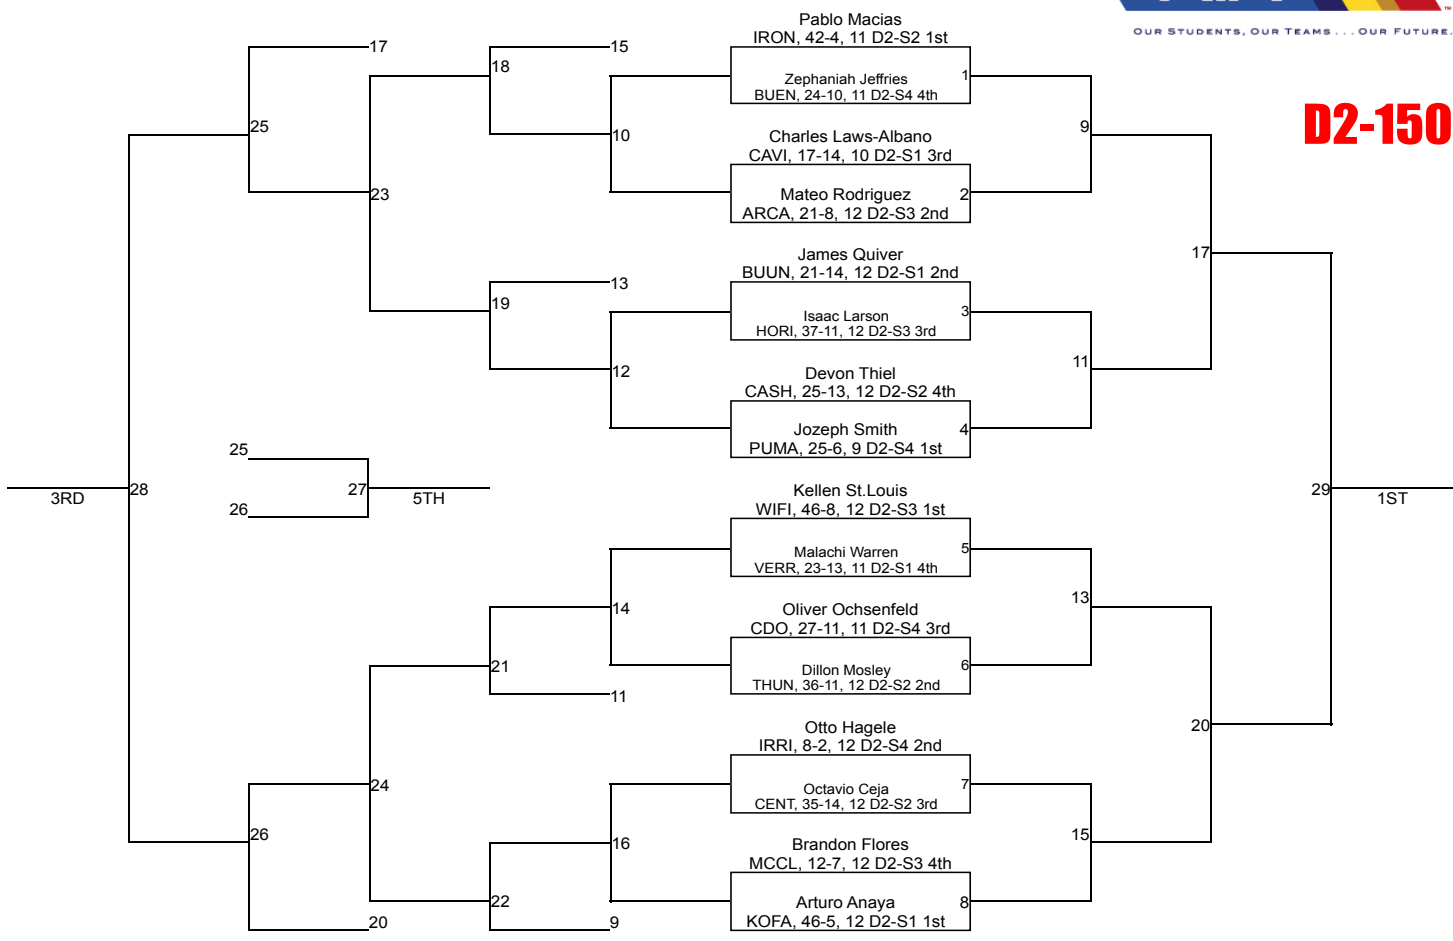 OUR STUDENTS, OUR TEAMS . . . OUR FUTURE.
D2-150
Pablo Macias
IRON, 42-4, 11 D2-S2 1st
Zephaniah Jeffries
BUEN, 24-10, 11 D2-S4 4th
Charles Laws-Albano
CAVI, 17-14, 10 D2-S1 3rd
Mateo Rodriguez
ARCA, 21-8, 12 D2-S3 2nd
James Quiver
BUUN, 21-14, 12 D2-S1 2nd
Isaac Larson
HORI, 37-11, 12 D2-S3 3rd
Devon Thiel
CASH, 25-13, 12 D2-S2 4th
Jozeph Smith
PUMA, 25-6, 9 D2-S4 1st
Kellen St.Louis
WIFI, 46-8, 12 D2-S3 1st
Malachi Warren
VERR, 23-13, 11 D2-S1 4th
Oliver Ochsenfeld
CDO, 27-11, 11 D2-S4 3rd
Dillon Mosley
THUN, 36-11, 12 D2-S2 2nd
Otto Hagele
IRRI, 8-2, 12 D2-S4 2nd
Octavio Ceja
CENT, 35-14, 12 D2-S2 3rd
Brandon Flores
MCCL, 12-7, 12 D2-S3 4th
Arturo Anaya
KOFA, 46-5, 12 D2-S1 1st
1
2
3
4
5
6
7
8
9
11
13
15
17
20
29
1ST
15
10
13
12
14
11
16
9
18
19
21
22
23
24
17
25
26
20
25
26
27
5TH
28
3RD